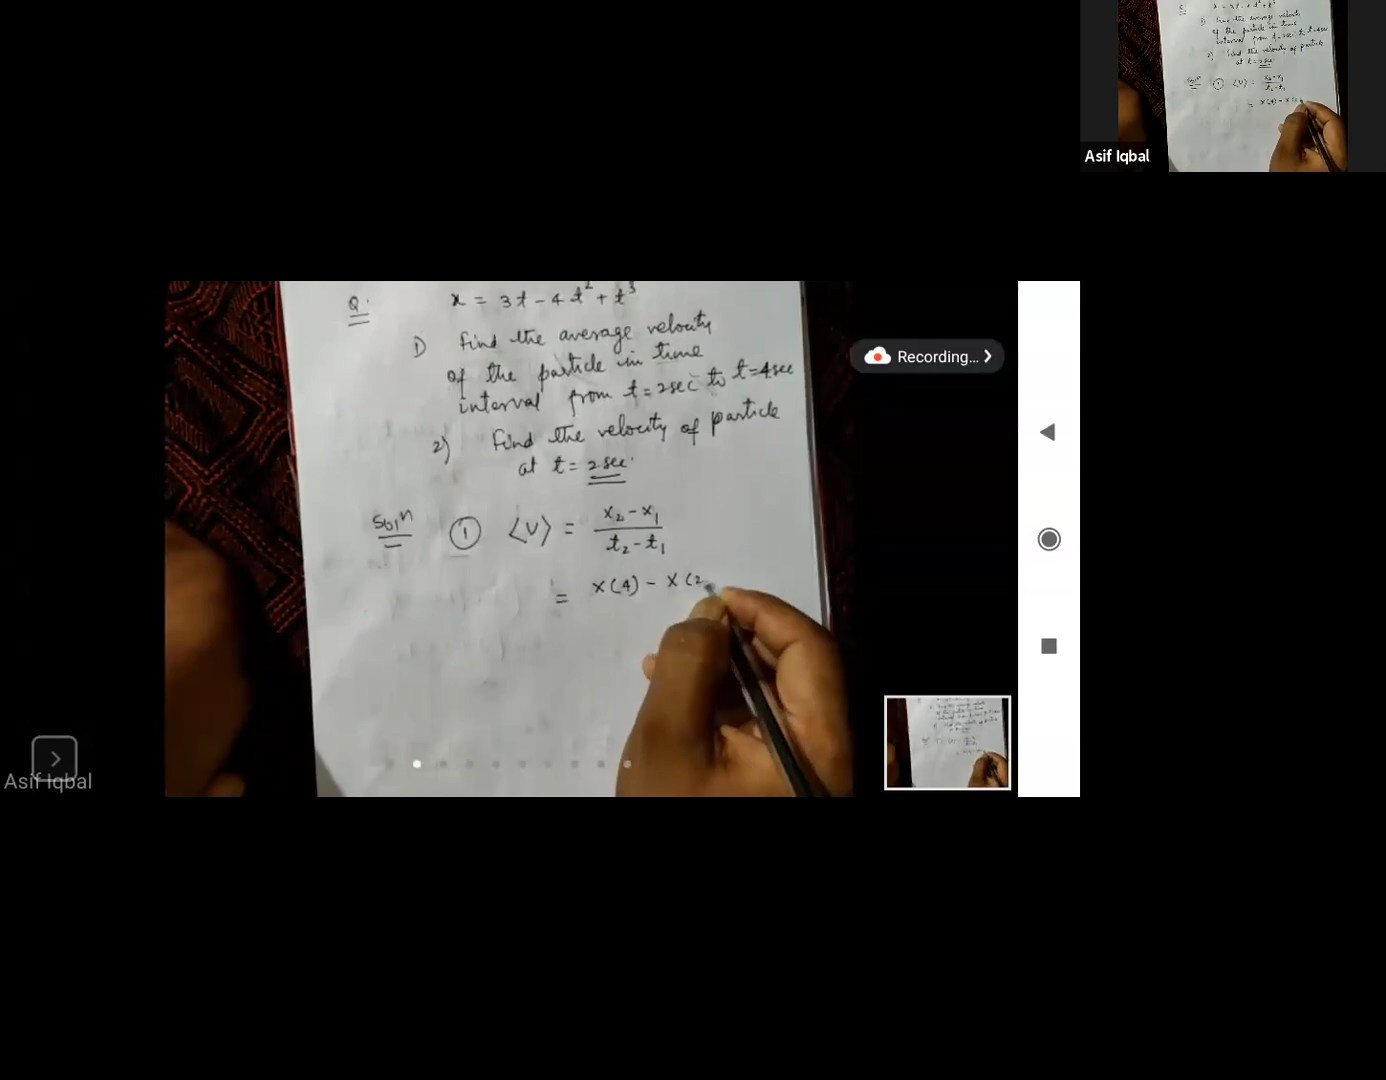 Asif Iqbal
Q.
x = 3t - 4t² + t³
1) Find the average velocity
of the particle in time
interval from t = 2sec to t = 4sec
2) Find the velocity of particle
at t = 2sec.
Solⁿ ① <v> = x₂ - x₁ / t₂ - t₁
= x(4) - x(2
Recording...
Asif Iqbal